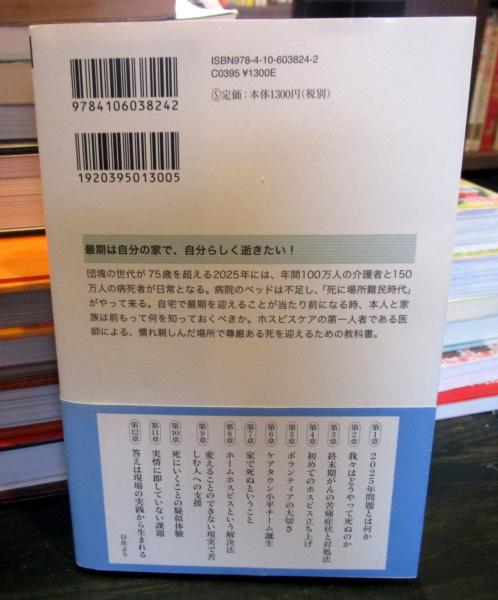 ISBN978-4-10-603824-2
C0395 ¥1300E
Ⓢ定価：本体1300円（税別）
9784106038242
1920395013005
最期は自分の家で、自分らしく逝きたい！
団塊の世代が75歳を超える2025年には、年間100万人の介護者と150
万人の病死者が日常となる。病院のベッドは不足し、「死に場所難民時代」
がやって来る。自宅で最期を迎えることが当たり前になる時、本人と家
族は前もって何を知っておくべきか。ホスピスケアの第一人者である医
師による、慣れ親しんだ場所で尊厳ある死を迎えるための教科書。
第1章 2025年問題とは何か
第2章 我々はどうやって死ぬのか
第3章 終末期がんの苦痛症状と対処法
第4章 初めてのホスピス立ち上げ
第5章 ボランティアの大切さ
第6章 ケアタウン小平チーム誕生
第7章 家で死ぬということ
第8章 ホームホスピスという解決法
第9章 変えることのできない現実で苦
しむ人への支援
第10章 死にいくことの疑似体験
第11章 実情に即していない課題
第12章 答えは現場の実践から生まれる
目次より